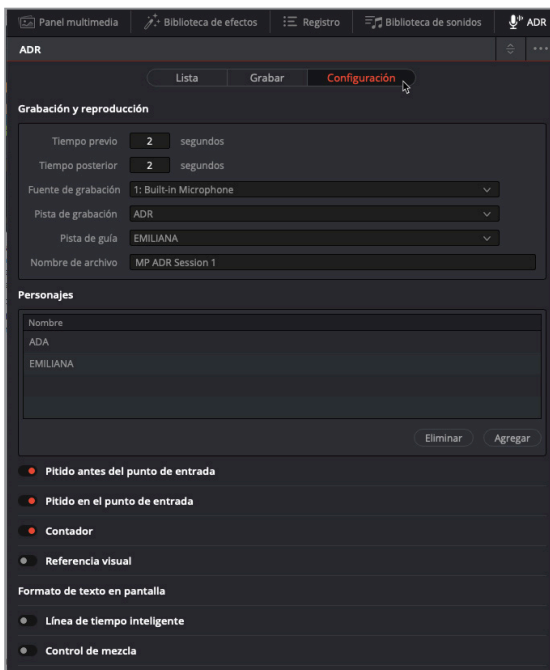 Panel multimedia Biblioteca de efectos Registro Biblioteca de sonidos ADR
ADR
Lista Grabar Configuración
Grabación y reproducción
Tiempo previo 2 segundos
Tiempo posterior 2 segundos
Fuente de grabación 1: Built-in Microphone
Pista de grabación ADR
Pista de guía EMILIANA
Nombre de archivo MP ADR Session 1
Personajes
Nombre
ADA
EMILIANA
Eliminar Agregar
Pitido antes del punto de entrada
Pitido en el punto de entrada
Contador
Referencia visual
Formato de texto en pantalla
Línea de tiempo inteligente
Control de mezcla